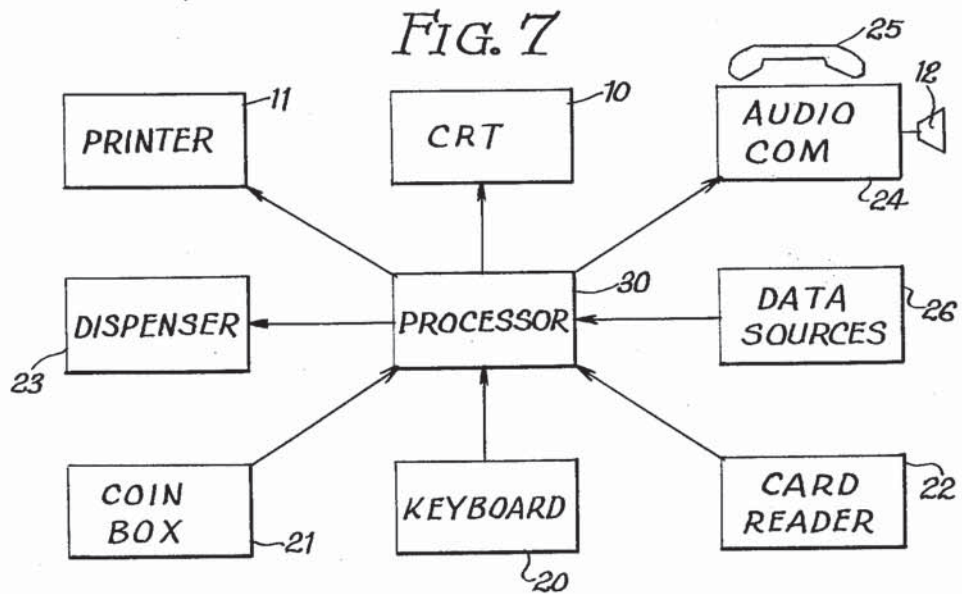 FIG. 7
25
11
10
12
PRINTER
CRT
AUDIO
COM
24
30
DISPENSER
PROCESSOR
DATA
SOURCES
26
23
22
COIN
BOX
KEYBOARD
CARD
READER
21
20